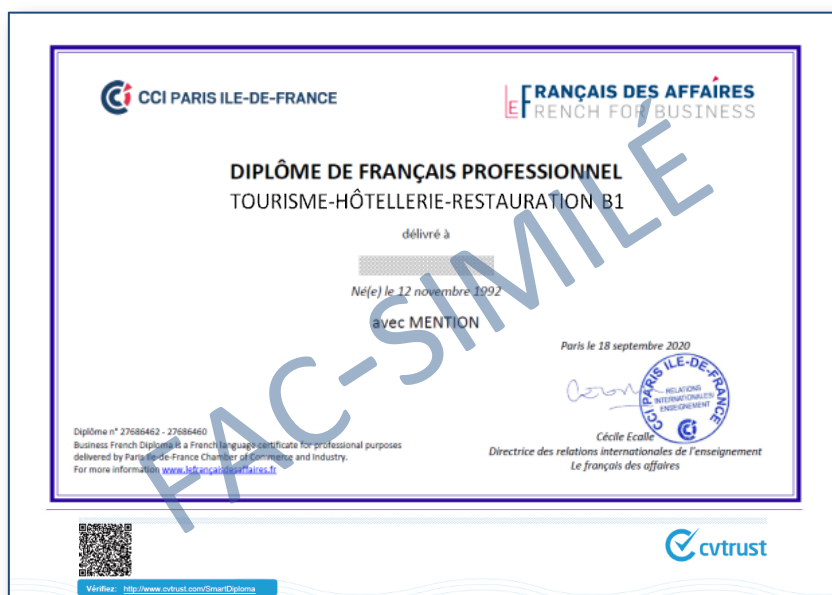 CCI PARIS ILE-DE-FRANCE
LE FRANÇAIS DES AFFAIRES
FRENCH FOR BUSINESS
DIPLÔME DE FRANÇAIS PROFESSIONNEL
TOURISME-HÔTELLERIE-RESTAURATION B1
délivré à
Né(e) le 12 novembre 1992
avec MENTION
Paris le 18 septembre 2020
CCI PARIS ILE-DE-FRANCE
RELATIONS
INTERNATIONALES/
ENSEIGNEMENT
Cécile Ecalle
Directrice des relations internationales de l'enseignement
Le français des affaires
Diplôme n° 27686462 - 27686460
Business French Diploma is a French language certificate for professional purposes
delivered by Paris Ile-de-France Chamber of Commerce and Industry.
For more information www.lefrançaisdesaffaires.fr
FAC-SIMILÉ
cvtrust
Vérifiez: http://www.cvtrust.com/SmartDiploma